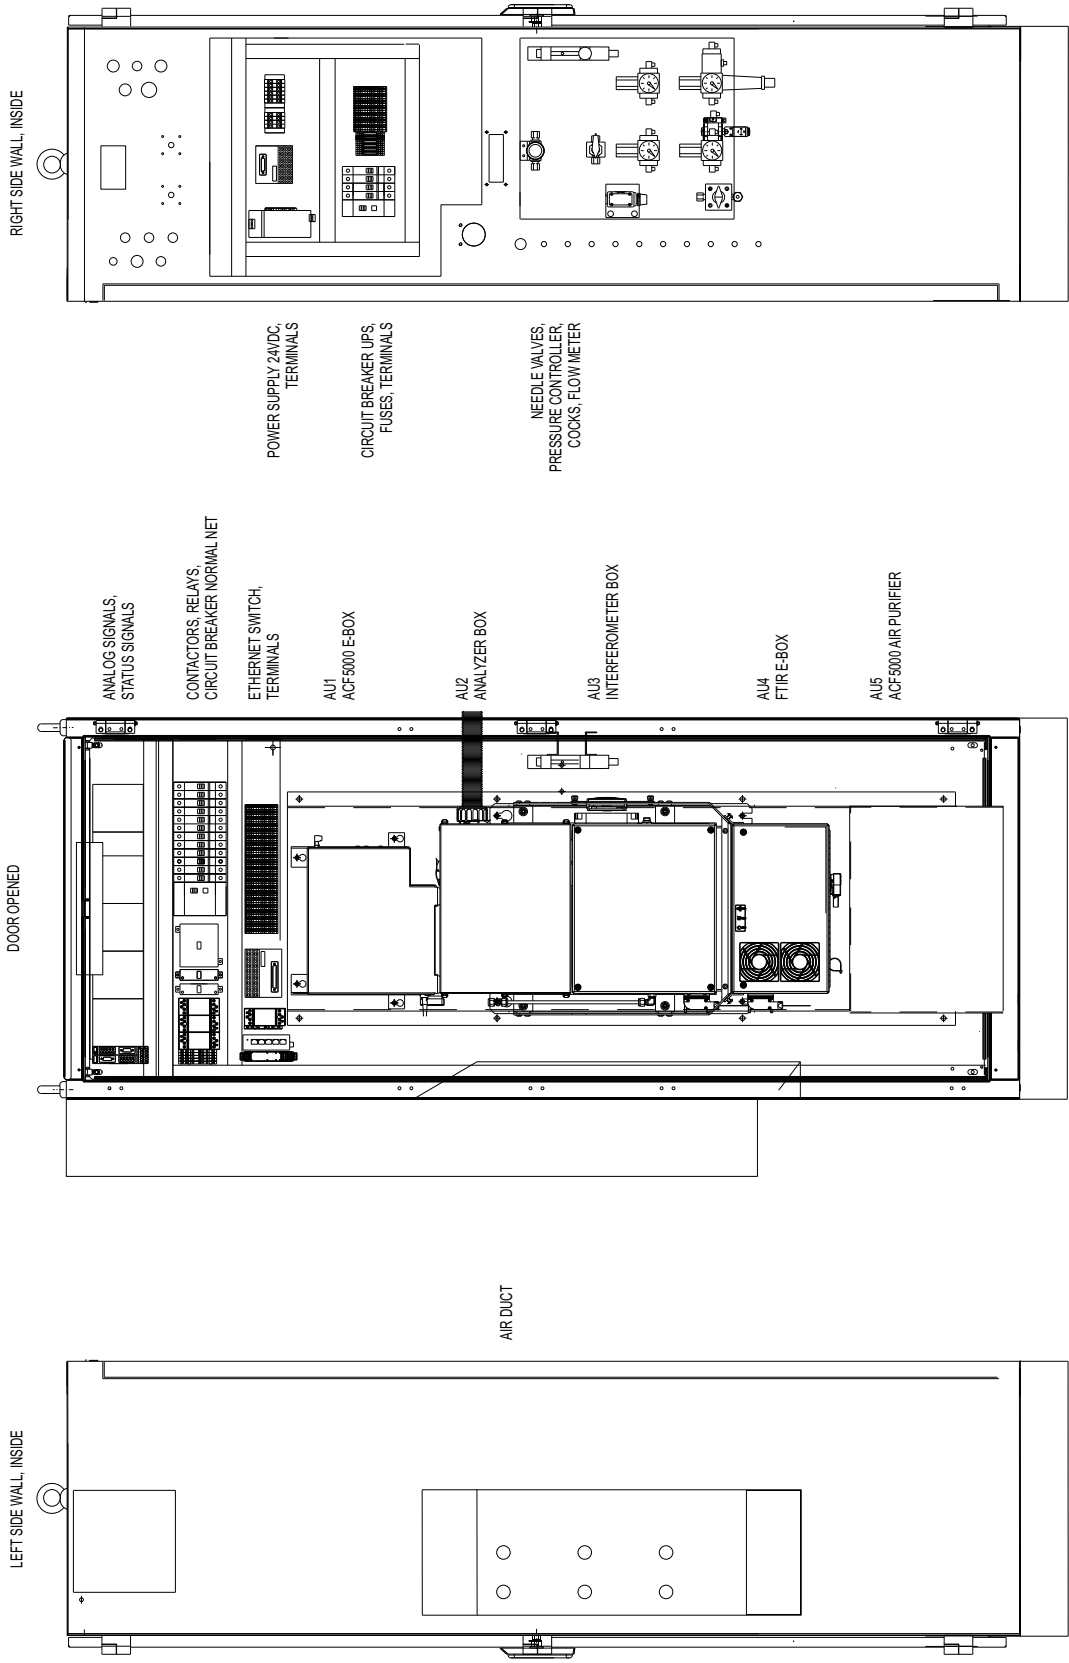 LEFT SIDE WALL, INSIDE
AIR DUCT
DOOR OPENED
ANALOG SIGNALS,
STATUS SIGNALS
CONTACTORS, RELAYS,
CIRCUIT BREAKER NORMAL NET
ETHERNET SWITCH,
TERMINALS
AU1
ACF5000 E-BOX
AU2
ANALYZER BOX
AU3
INTERFEROMETER BOX
AU4
FTIR E-BOX
AU5
ACF5000 AIR PURIFIER
RIGHT SIDE WALL, INSIDE
POWER SUPPLY 24VDC,
TERMINALS
CIRCUIT BREAKER UPS,
FUSES, TERMINALS
NEEDLE VALVES,
PRESSURE CONTROLLER,
COCKS, FLOW METER